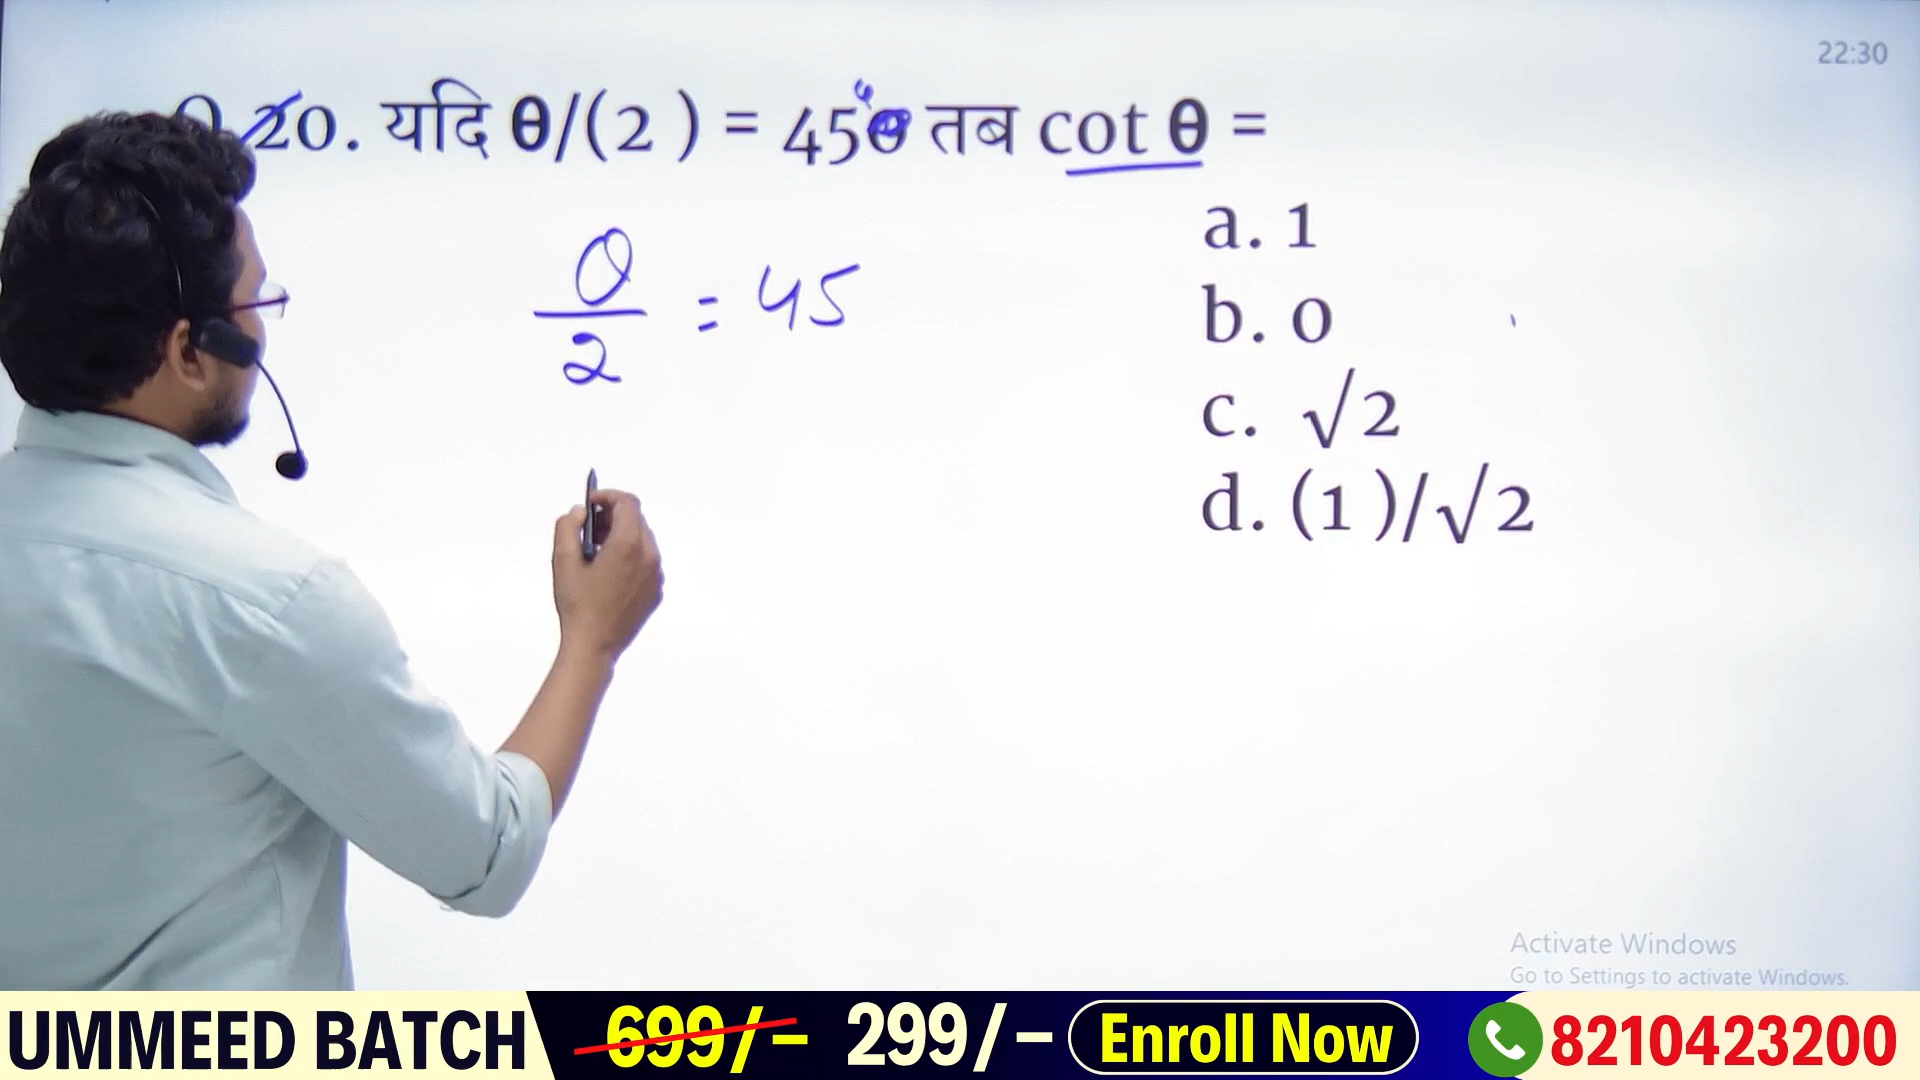 22:30
Q.20. यदि θ/(2 ) = 45° तब cot θ =
a. 1
b. 0
c. √2
d. (1 )/√2
θ/2 = 45
Activate Windows
Go to Settings to activate Windows.
UMMEED BATCH 699/- 299/- Enroll Now 8210423200